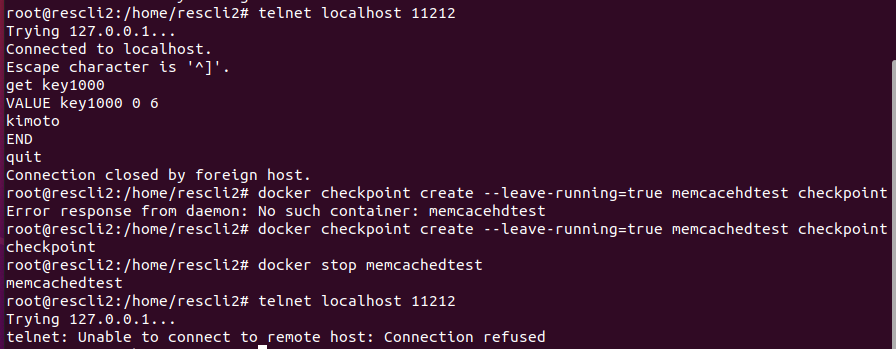 root@rescli2:/home/rescli2# telnet localhost 11212
Trying 127.0.0.1...
Connected to localhost.
Escape character is '^]'.
get key1000
VALUE key1000 0 6
kimoto
END
quit
Connection closed by foreign host.
root@rescli2:/home/rescli2# docker checkpoint create --leave-running=true memcacehdtest checkpoint
Error response from daemon: No such container: memcacehdtest
root@rescli2:/home/rescli2# docker checkpoint create --leave-running=true memcachedtest checkpoint
checkpoint
root@rescli2:/home/rescli2# docker stop memcachedtest
memcachedtest
root@rescli2:/home/rescli2# telnet localhost 11212
Trying 127.0.0.1...
telnet: Unable to connect to remote host: Connection refused